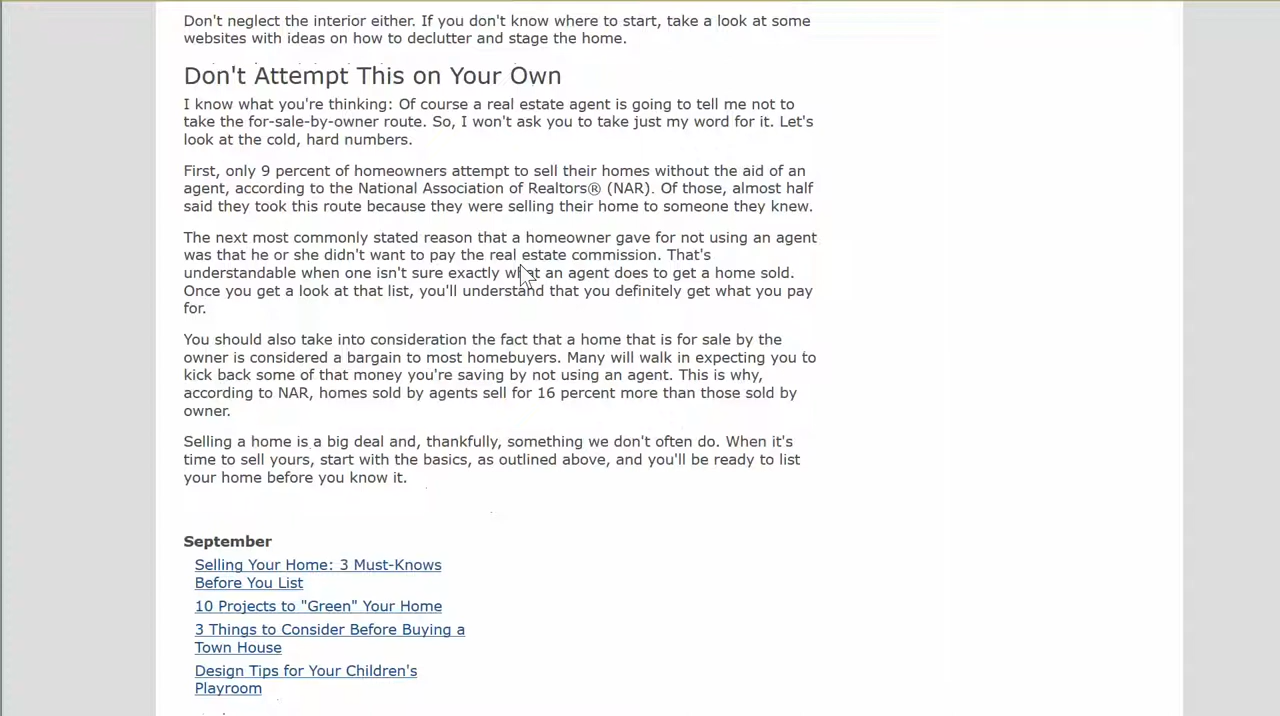 Don't neglect the interior either. If you don't know where to start, take a look at some
websites with ideas on how to declutter and stage the home.
Don't Attempt This on Your Own
I know what you're thinking: Of course a real estate agent is going to tell me not to
take the for-sale-by-owner route. So, I won't ask you to take just my word for it. Let's
look at the cold, hard numbers.
First, only 9 percent of homeowners attempt to sell their homes without the aid of an
agent, according to the National Association of Realtors® (NAR). Of those, almost half
said they took this route because they were selling their home to someone they knew.
The next most commonly stated reason that a homeowner gave for not using an agent
was that he or she didn't want to pay the real estate commission. That's
understandable when one isn't sure exactly what an agent does to get a home sold.
Once you get a look at that list, you'll understand that you definitely get what you pay
for.
You should also take into consideration the fact that a home that is for sale by the
owner is considered a bargain to most homebuyers. Many will walk in expecting you to
kick back some of that money you're saving by not using an agent. This is why,
according to NAR, homes sold by agents sell for 16 percent more than those sold by
owner.
Selling a home is a big deal and, thankfully, something we don't often do. When it's
time to sell yours, start with the basics, as outlined above, and you'll be ready to list
your home before you know it.
September
Selling Your Home: 3 Must-Knows
Before You List
10 Projects to "Green" Your Home
3 Things to Consider Before Buying a
Town House
Design Tips for Your Children's
Playroom